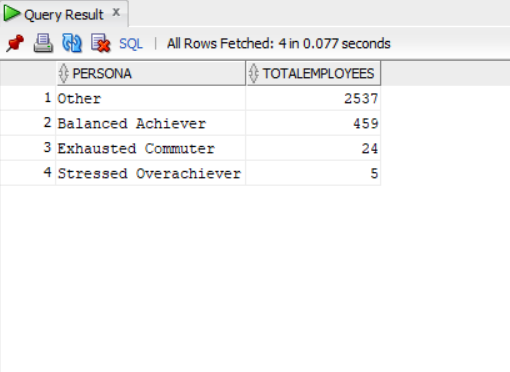 Query Result x
SQL | All Rows Fetched: 4 in 0.077 seconds
PERSONA TOTALEMPLOYEES
1 Other 2537
2 Balanced Achiever 459
3 Exhausted Commuter 24
4 Stressed Overachiever 5